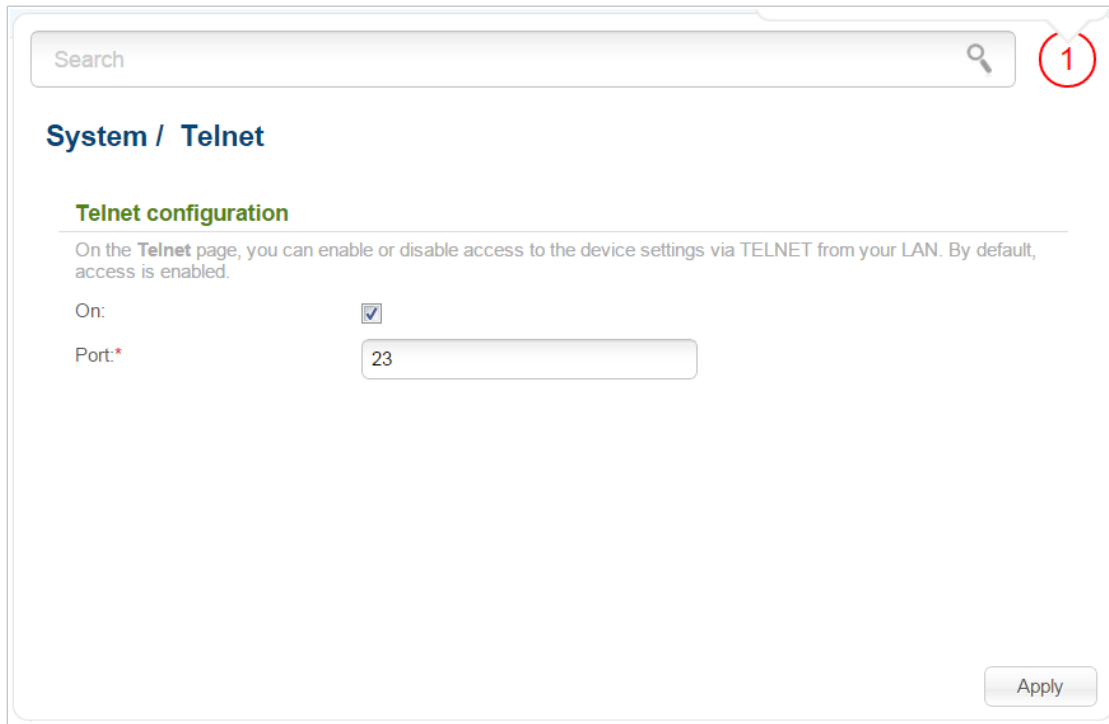 Search
1
System / Telnet
Telnet configuration
On the Telnet page, you can enable or disable access to the device settings via TELNET from your LAN. By default,
access is enabled.
On:
Port:*
23
Apply